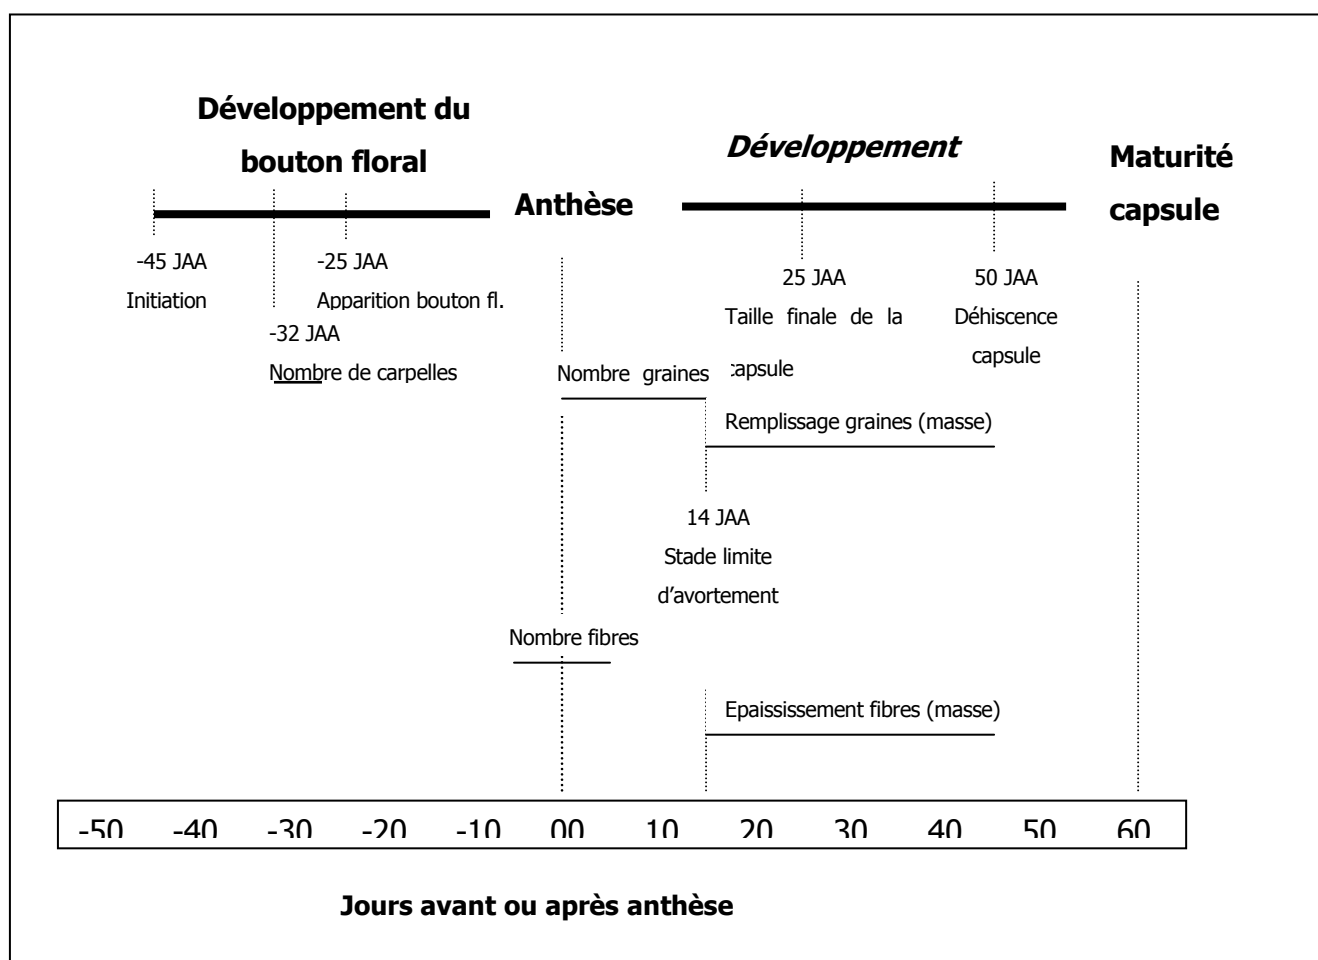 Développement du
bouton floral
Développement
Maturité
capsule
Anthèse
-45 JAA
Initiation
-25 JAA
Apparition bouton fl.
-32 JAA
Nombre de carpelles
25 JAA
Taille finale de la
capsule
50 JAA
Déhiscence
capsule
Nombre graines
Remplissage graines (masse)
14 JAA
Stade limite
d'avortement
Nombre fibres
Epaississement fibres (masse)
-50 -40 -30 -20 -10 00 10 20 30 40 50 60
Jours avant ou après anthèse